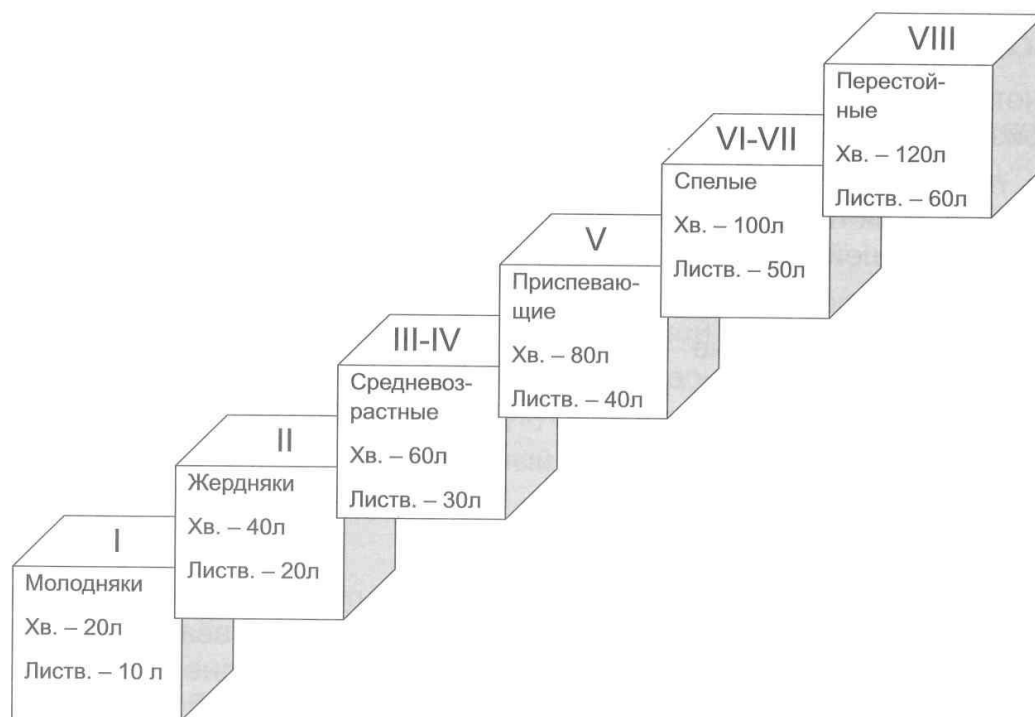 I
Молодняки
Хв. – 20л
Листв. – 10 л
II
Жердняки
Хв. – 40л
Листв. – 20л
III-IV
Средневоз-
растные
Хв. – 60л
Листв. – 30л
V
Приспеваю-
щие
Хв. – 80л
Листв. – 40л
VI-VII
Спелые
Хв. – 100л
Листв. – 50л
VIII
Перестой-
ные
Хв. – 120л
Листв. – 60л